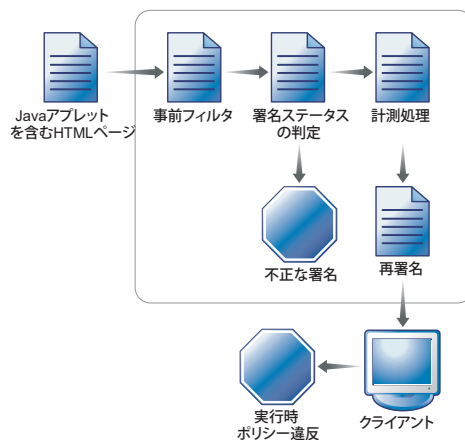 Javaアプレット
を含むHTMLページ
事前フィルタ
署名ステータス
の判定
計測処理
不正な署名
再署名
実行時
ポリシー違反
クライアント